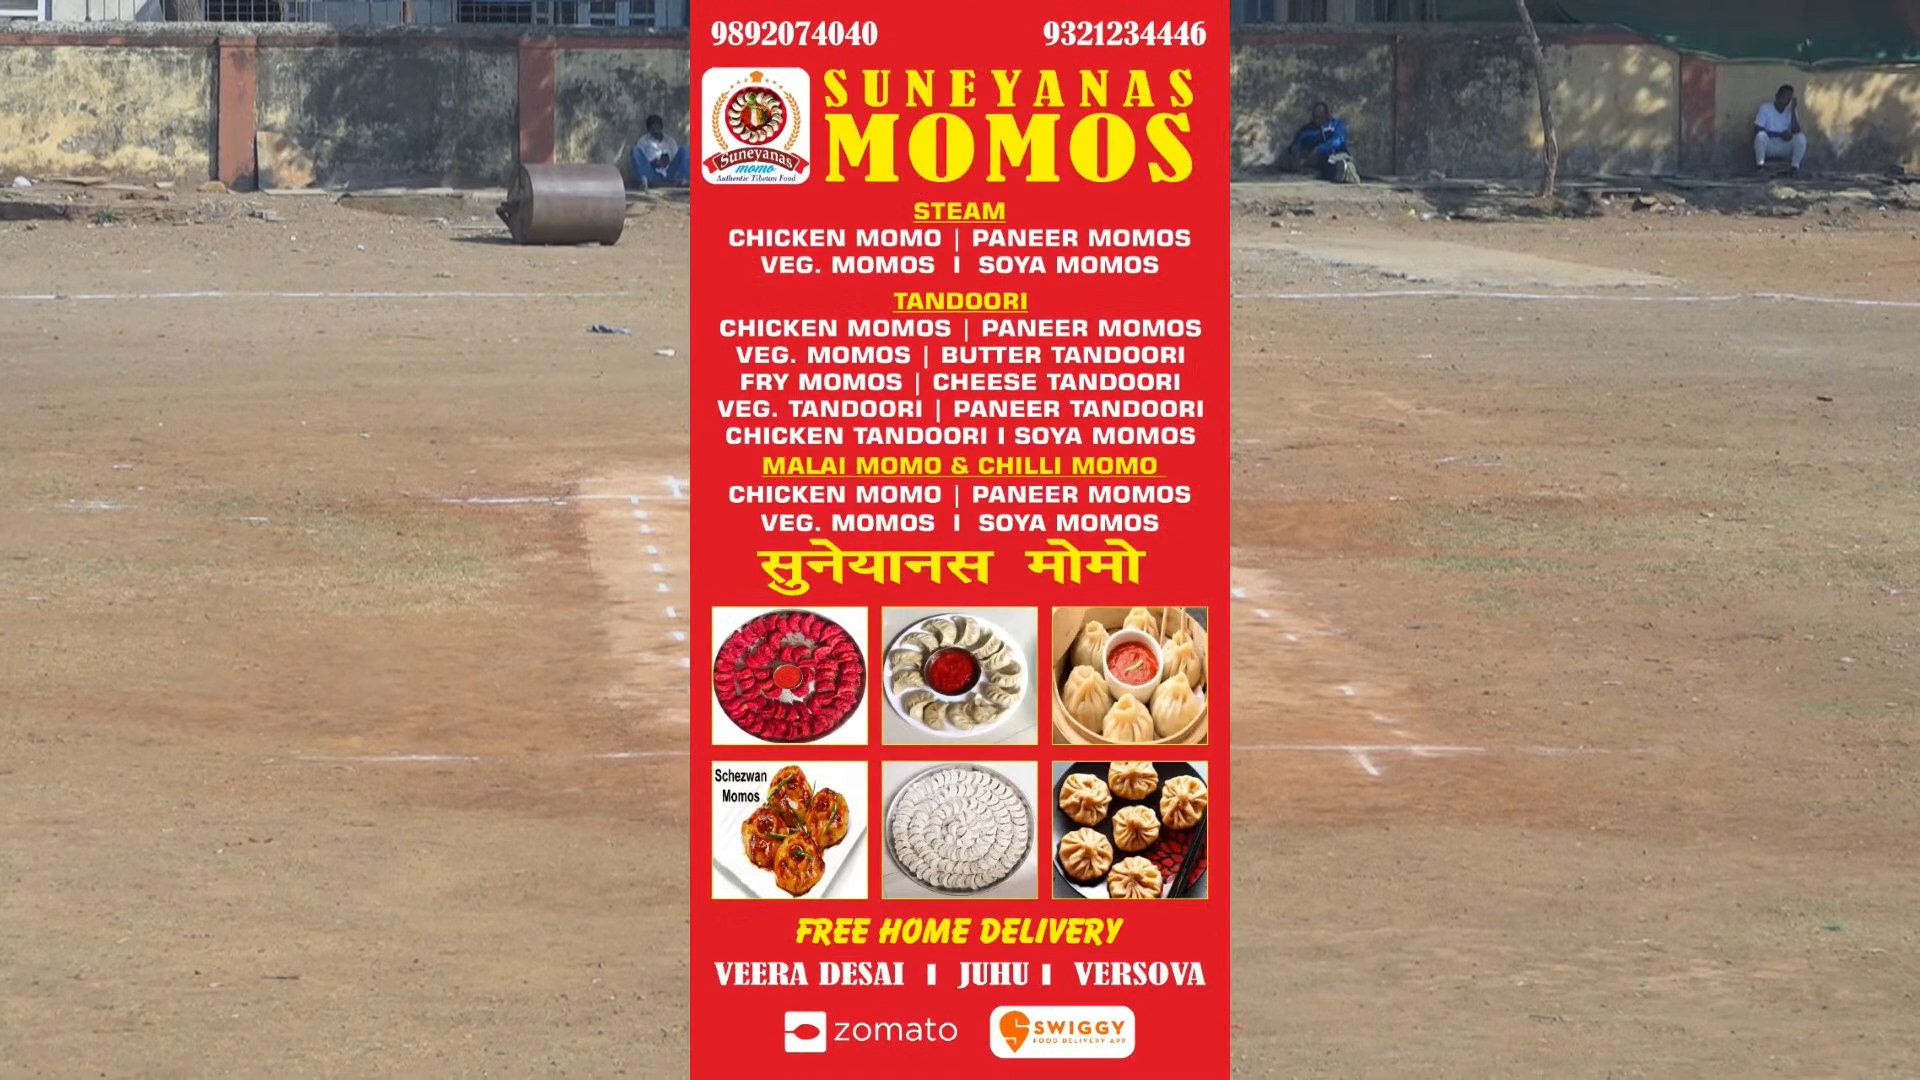 9892074040 9321234446
Suneyanas
momo
Authentic Tibetan Food
SUNEYANAS
MOMOS
STEAM
CHICKEN MOMO | PANEER MOMOS
VEG. MOMOS I SOYA MOMOS
TANDOORI
CHICKEN MOMOS | PANEER MOMOS
VEG. MOMOS | BUTTER TANDOORI
FRY MOMOS | CHEESE TANDOORI
VEG. TANDOORI | PANEER TANDOORI
CHICKEN TANDOORI I SOYA MOMOS
MALAI MOMO & CHILLI MOMO
CHICKEN MOMO | PANEER MOMOS
VEG. MOMOS I SOYA MOMOS
सुनेयानस मोमो
Schezwan
Momos
FREE HOME DELIVERY
VEERA DESAI I JUHU I VERSOVA
zomato
SWIGGY
FOOD DELIVERY APP